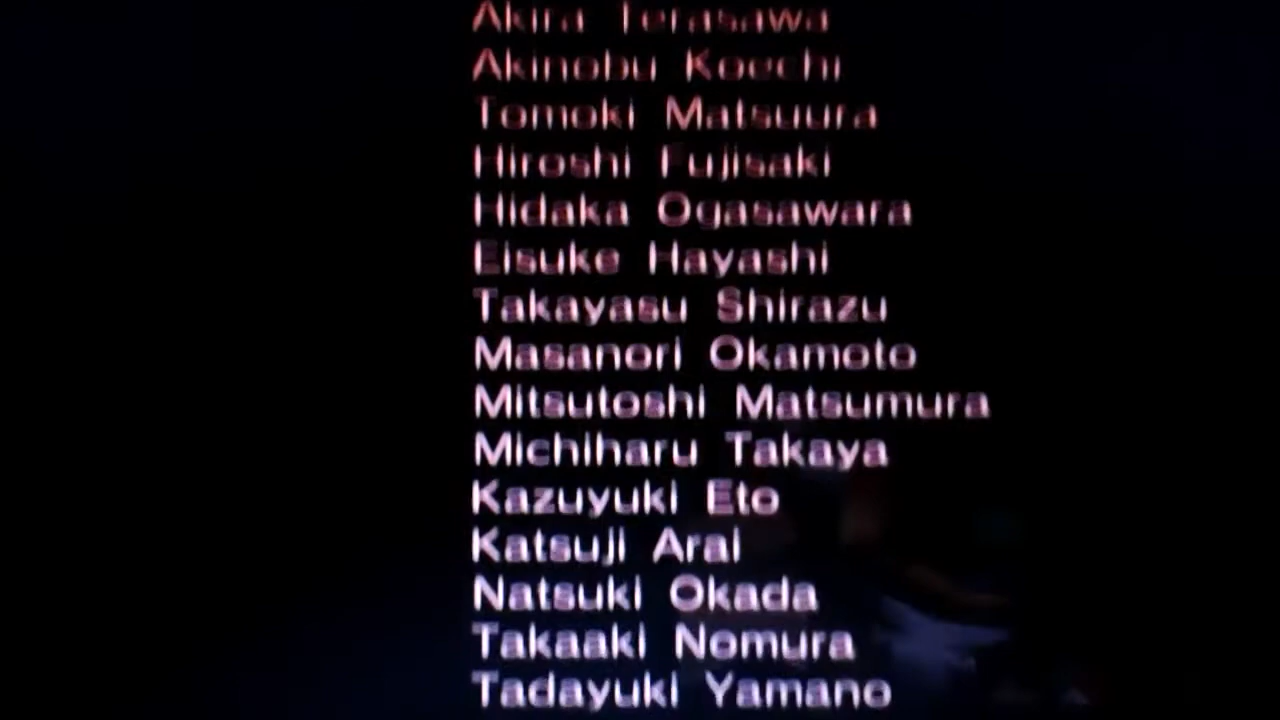 Akira Terasawa
Akinobu Koechi
Tomoki Matsuura
Hiroshi Fujisaki
Hidaka Ogasawara
Eisuke Hayashi
Takayasu Shirazu
Masanori Okamoto
Mitsutoshi Matsumura
Michiharu Takaya
Kazuyuki Eto
Katsuji Arai
Natsuki Okada
Takaaki Nomura
Tadayuki Yamano